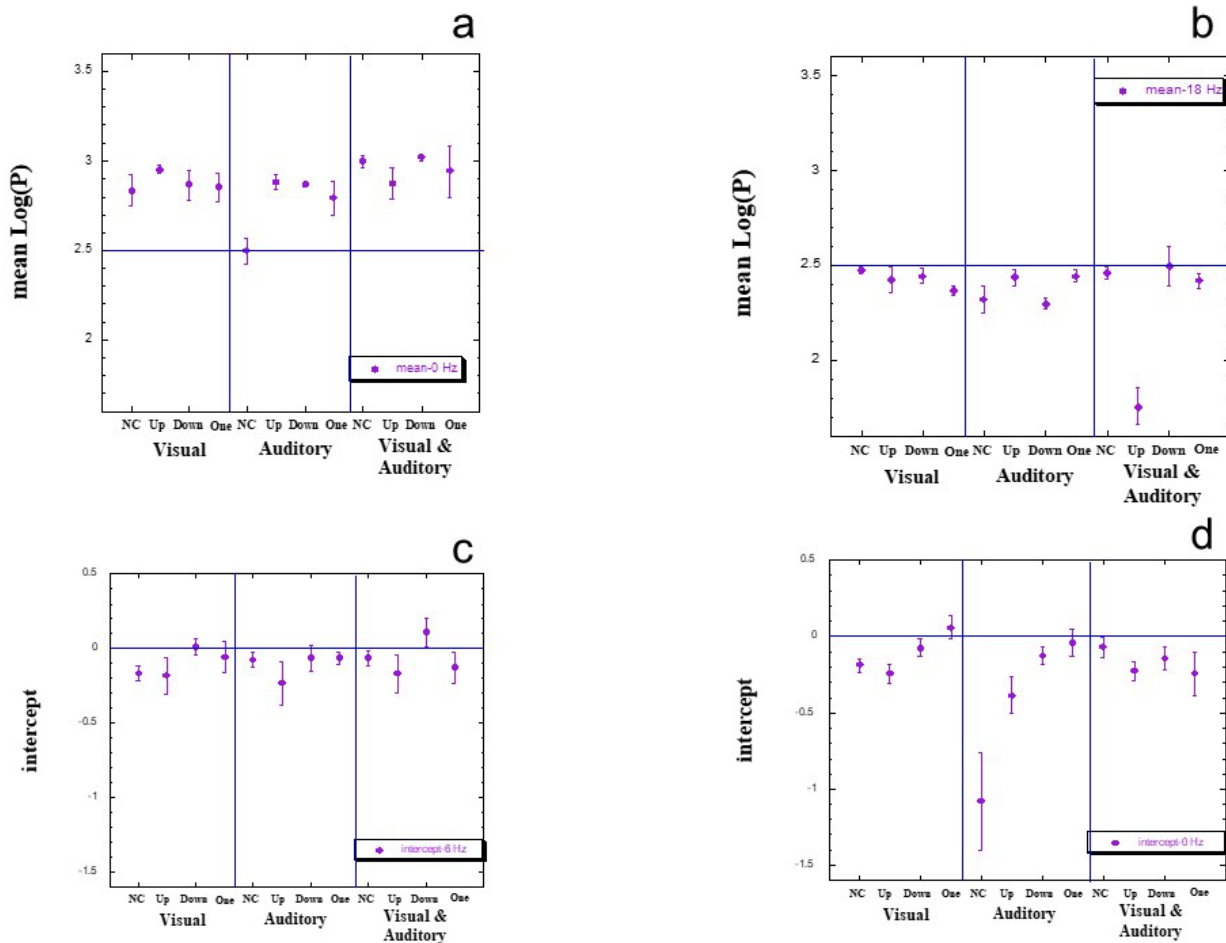 a
3.5
3
2.5
2
mean Log(P)
mean-0 Hz
NC Up Down One NC Up Down One NC Up Down One
Visual Auditory Visual &
Auditory
b
3.5
3
2.5
2
mean Log(P)
mean-18 Hz
NC Up Down One NC Up Down One NC Up Down One
Visual Auditory Visual &
Auditory
c
0.5
0
-0.5
-1
-1.5
intercept
intercept-6 Hz
NC Up Down One NC Up Down One NC Up Down One
Visual Auditory Visual &
Auditory
d
0.5
0
-0.5
-1
-1.5
intercept
intercept-0 Hz
NC Up Down One NC Up Down One NC Up Down One
Visual Auditory Visual &
Auditory